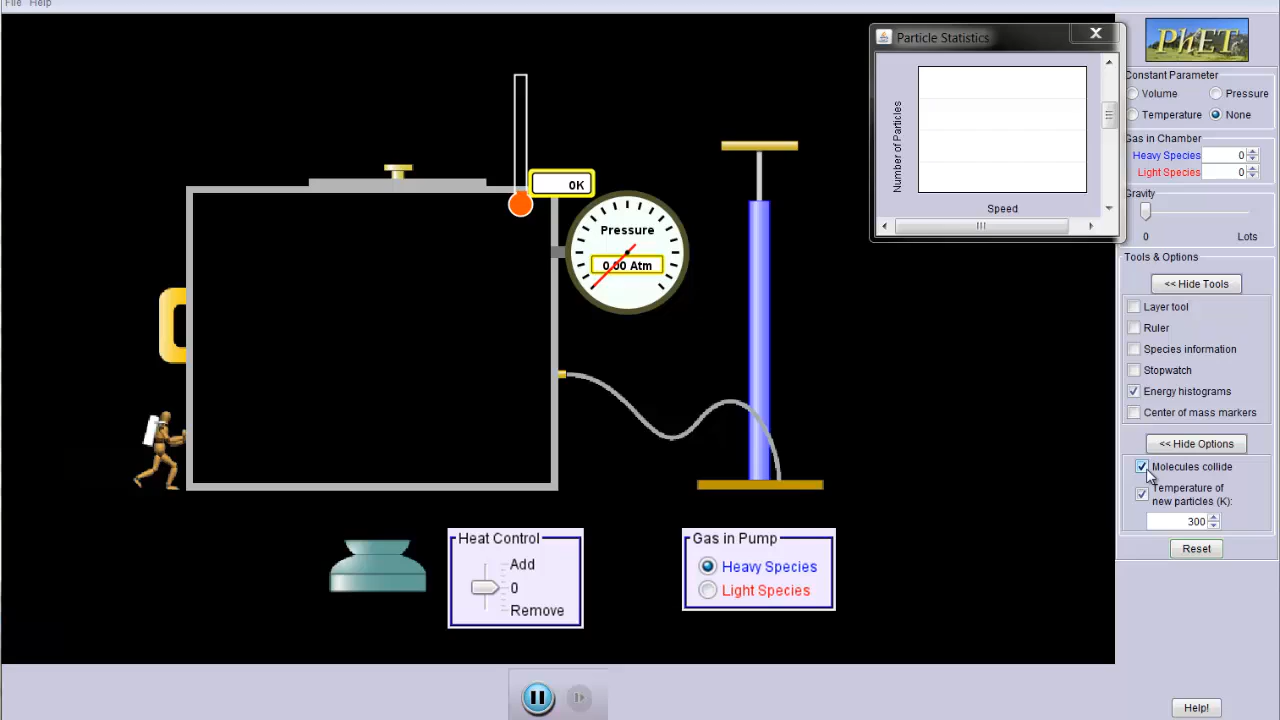 File Help
Particle Statistics
Number of Particles
Speed
PhET
Constant Parameter
Volume Pressure
Temperature None
Gas in Chamber
Heavy Species 0
Light Species 0
Gravity
0 Lots
Tools & Options
<< Hide Tools
Layer tool
Ruler
Species information
Stopwatch
Energy histograms
Center of mass markers
<< Hide Options
Molecules collide
Temperature of
new particles (K):
300
Reset
Help!
0K
Pressure
0.00 Atm
Heat Control
Add
0
Remove
Gas in Pump
Heavy Species
Light Species